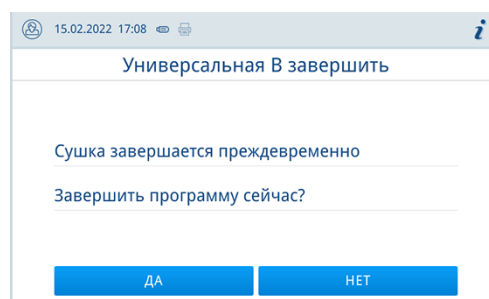 15.02.2022 17:08 i
Универсальная В завершить
Сушка завершается преждевременно
Завершить программу сейчас?
ДА НЕТ